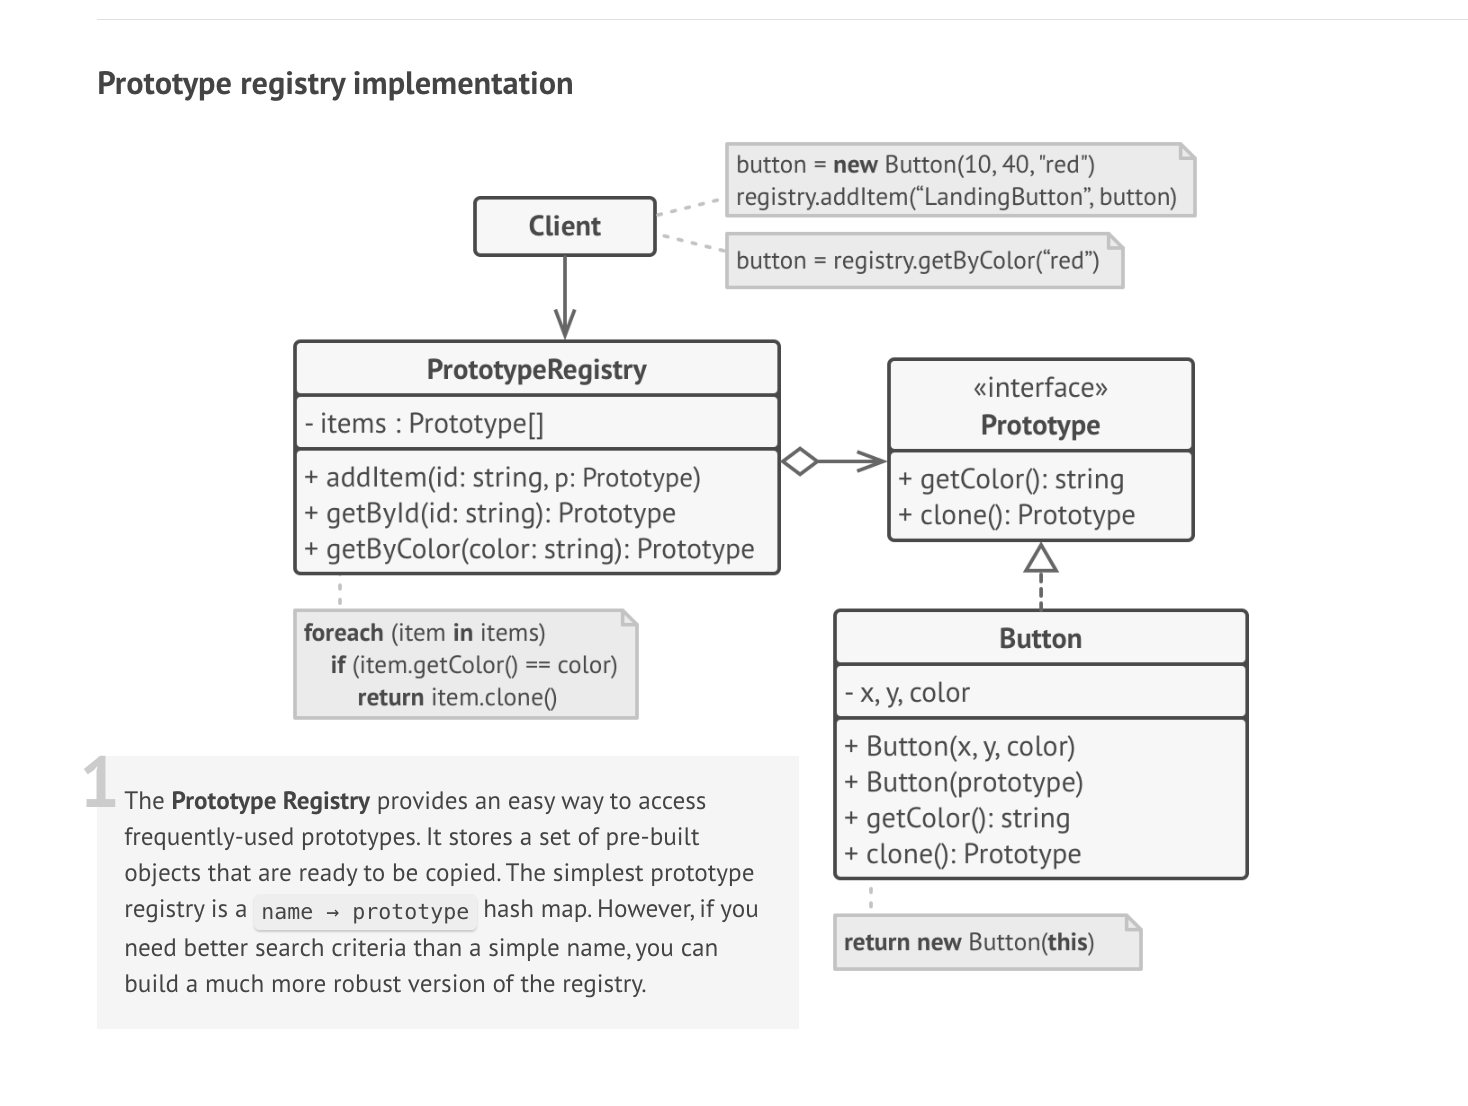 Prototype registry implementation
button = new Button(10, 40, "red")
registry.addItem(“LandingButton”, button)
Client
button = registry.getByColor(“red”)
PrototypeRegistry
- items : Prototype[]
+ addItem(id: string, p: Prototype)
+ getById(id: string): Prototype
+ getByColor(color: string): Prototype
«interface»
Prototype
+ getColor(): string
+ clone(): Prototype
foreach (item in items)
if (item.getColor() == color)
return item.clone()
Button
- x, y, color
+ Button(x, y, color)
+ Button(prototype)
+ getColor(): string
+ clone(): Prototype
return new Button(this)
1
The Prototype Registry provides an easy way to access
frequently-used prototypes. It stores a set of pre-built
objects that are ready to be copied. The simplest prototype
registry is a name → prototype hash map. However, if you
need better search criteria than a simple name, you can
build a much more robust version of the registry.